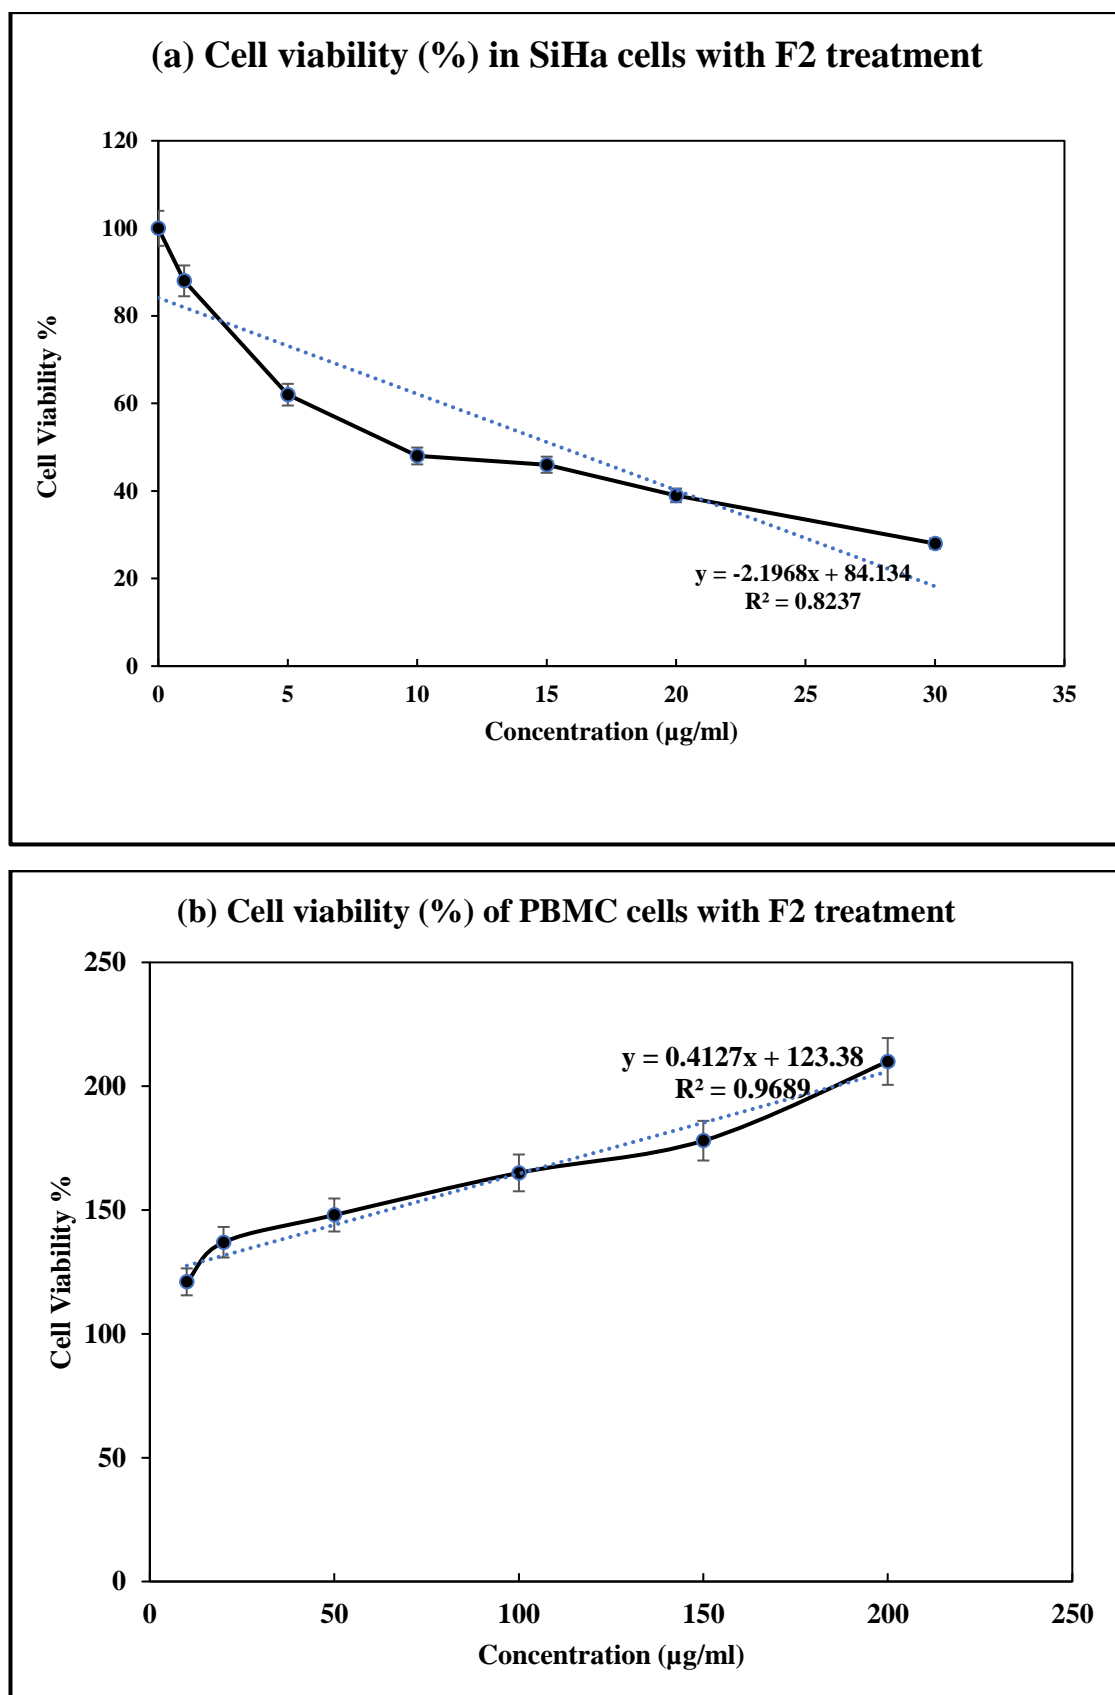 (a) Cell viability (%) in SiHa cells with F2 treatment
120
100
80
60
40
20
0
Cell Viability %
y = -2.1968x + 84.134
R² = 0.8237
0 5 10 15 20 25 30 35
Concentration (µg/ml)
(b) Cell viability (%) of PBMC cells with F2 treatment
250
200
150
100
50
0
Cell Viability %
y = 0.4127x + 123.38
R² = 0.9689
0 50 100 150 200 250
Concentration (µg/ml)